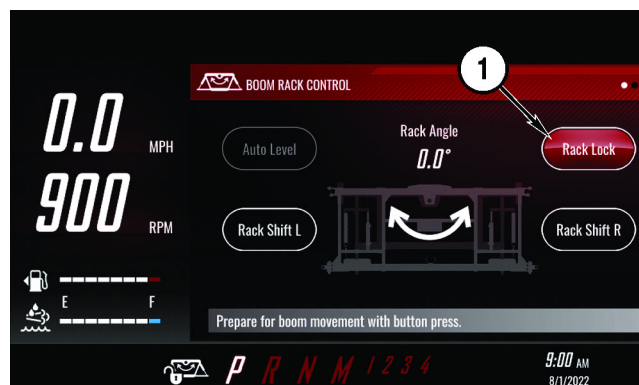 1
BOOM RACK CONTROL
0.0 MPH
Auto Level
Rack Angle
0.0°
Rack Lock
900 RPM
Rack Shift L
Rack Shift R
E F
Prepare for boom movement with button press.
P R N M 1 2 3 4
9:00 AM
8/1/2022